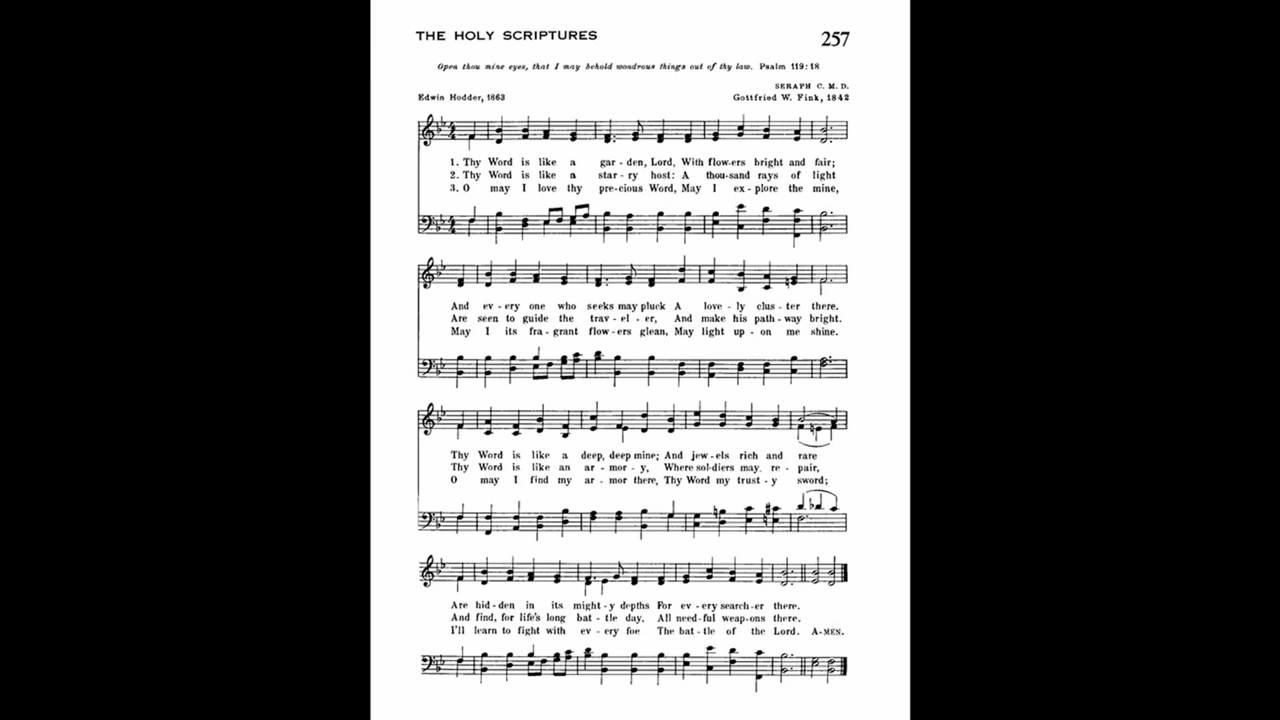 THE HOLY SCRIPTURES
257
Open thou mine eyes, that I may behold wondrous things out of thy law. Psalm 119:18
SERAPH C. M. D.
Edwin Hodder, 1863
Gottfried W. Fink, 1842
1. Thy Word is like a gar - den, Lord, With flow-ers bright and fair;
2. Thy Word is like a star - ry host: A thou-sand rays of light
3. O may I love thy pre-cious Word, May I ex - plore the mine,
And ev - ery one who seeks may pluck A love - ly clus - ter there.
Are seen to guide the trav - el - er, And make his path - way bright.
May I its fra - grant flow - ers glean, May light up - on me shine.
Thy Word is like a deep, deep mine; And jew - els rich and rare
Thy Word is like an ar - mor - y, Where sol-diers may re - pair,
O may I find my ar - mor there, Thy Word my trust - y sword;
Are hid - den in its might - y depths For ev - ery search - er there.
And find, for life's long bat - tle day, All need-ful weap-ons there.
I'll learn to fight with ev - ery foe The bat - tle of the Lord. A-MEN.